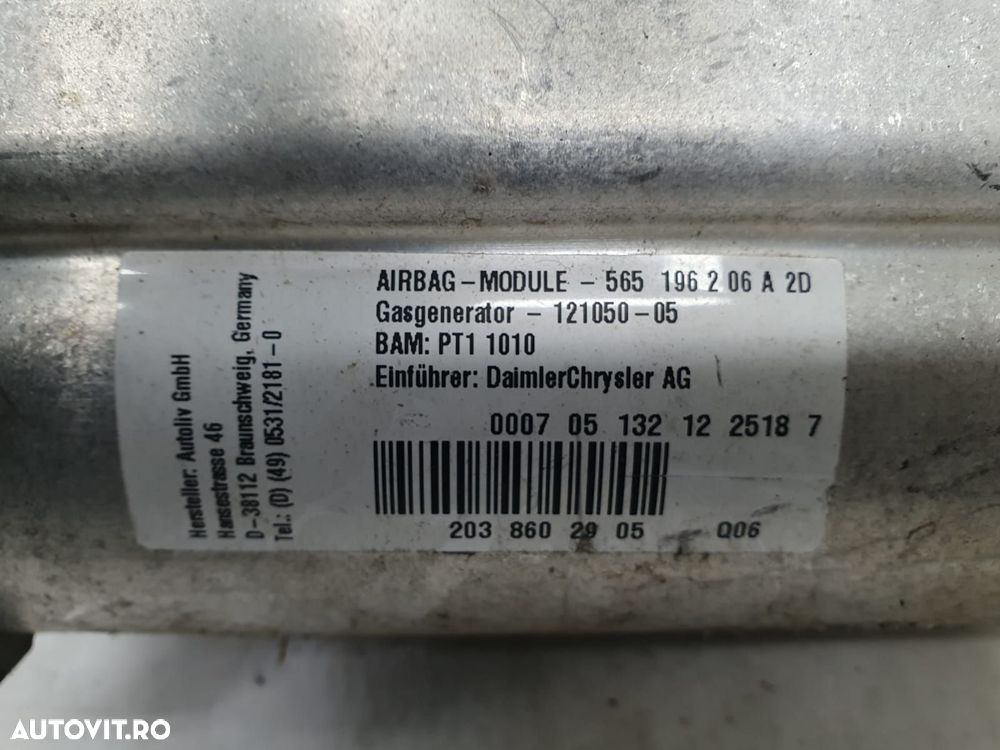 AIRBAG-MODULE - 565 196 2 06 A 2D
Gasgenerator - 121050-05
BAM: PT1 1010
Einführer: DaimlerChrysler AG
0007 05 132 12 2518 7
203 860 29 05 Q06
Hersteller: Autoliv GmbH
Hansestrasse 46
D-38112 Braunschweig, Germany
Tel.: (0) (49) 0531/2181-0
AUTOVIT.RO